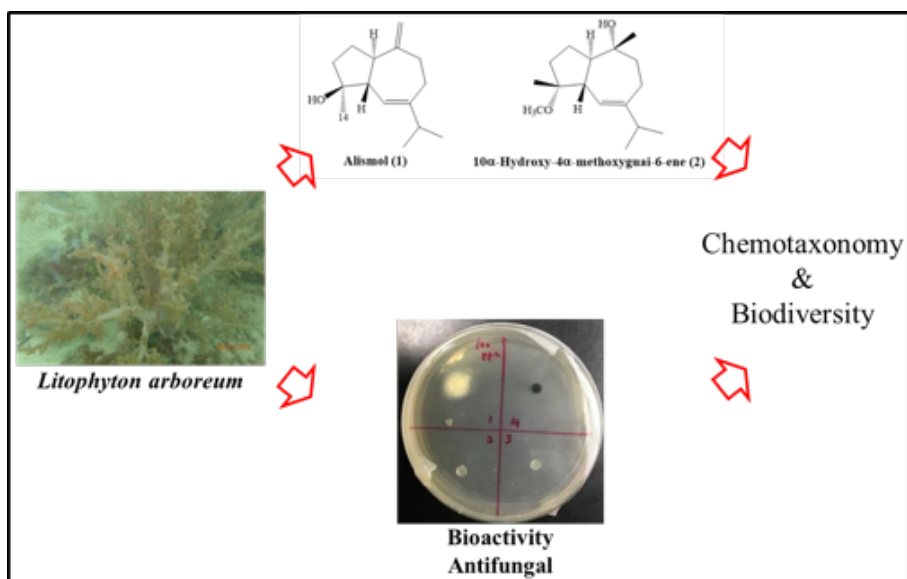 HO
H
H
HO
14
Alismol (1)
HO
H
H
H₃CO
10α-Hydroxy-4α-methoxyguai-6-ene (2)
Litophyton arboreum
Chemotaxonomy
&
Biodiversity
1
4
2
3
Bioactivity
Antifungal